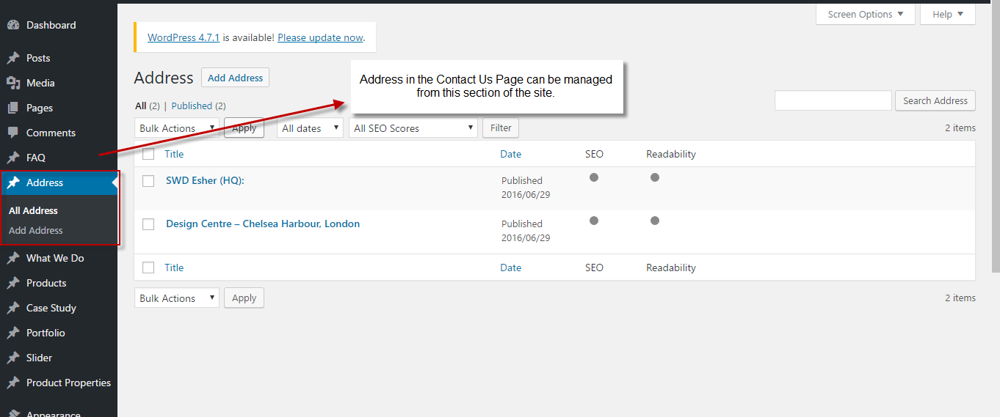 Screen Options
Help
Dashboard
Posts
Media
Pages
Comments
FAQ
Address
All Address
Add Address
What We Do
Products
Case Study
Portfolio
Slider
Product Properties
Appearance
WordPress 4.7.1 is available! Please update now.
Address Add Address
Address in the Contact Us Page can be managed
from this section of the site.
All (2) | Published (2)
Search Address
Bulk Actions Apply All dates All SEO Scores Filter
2 items
Title Date SEO Readability
SWD Esher (HQ): Published
2016/06/29
Design Centre – Chelsea Harbour, London Published
2016/06/29
Title Date SEO Readability
Bulk Actions Apply
2 items